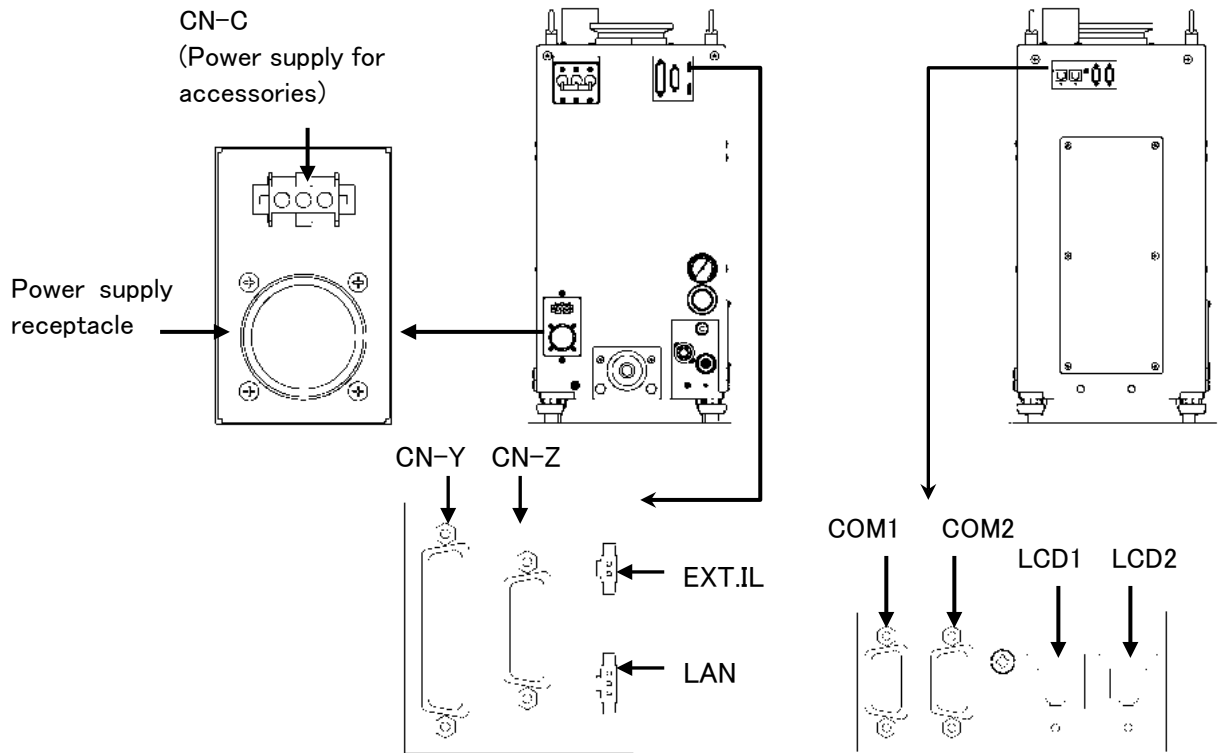 CN-C
(Power supply for
accessories)
Power supply
receptacle
CN-Y
CN-Z
EXT.IL
LAN
COM1
COM2
LCD1
LCD2